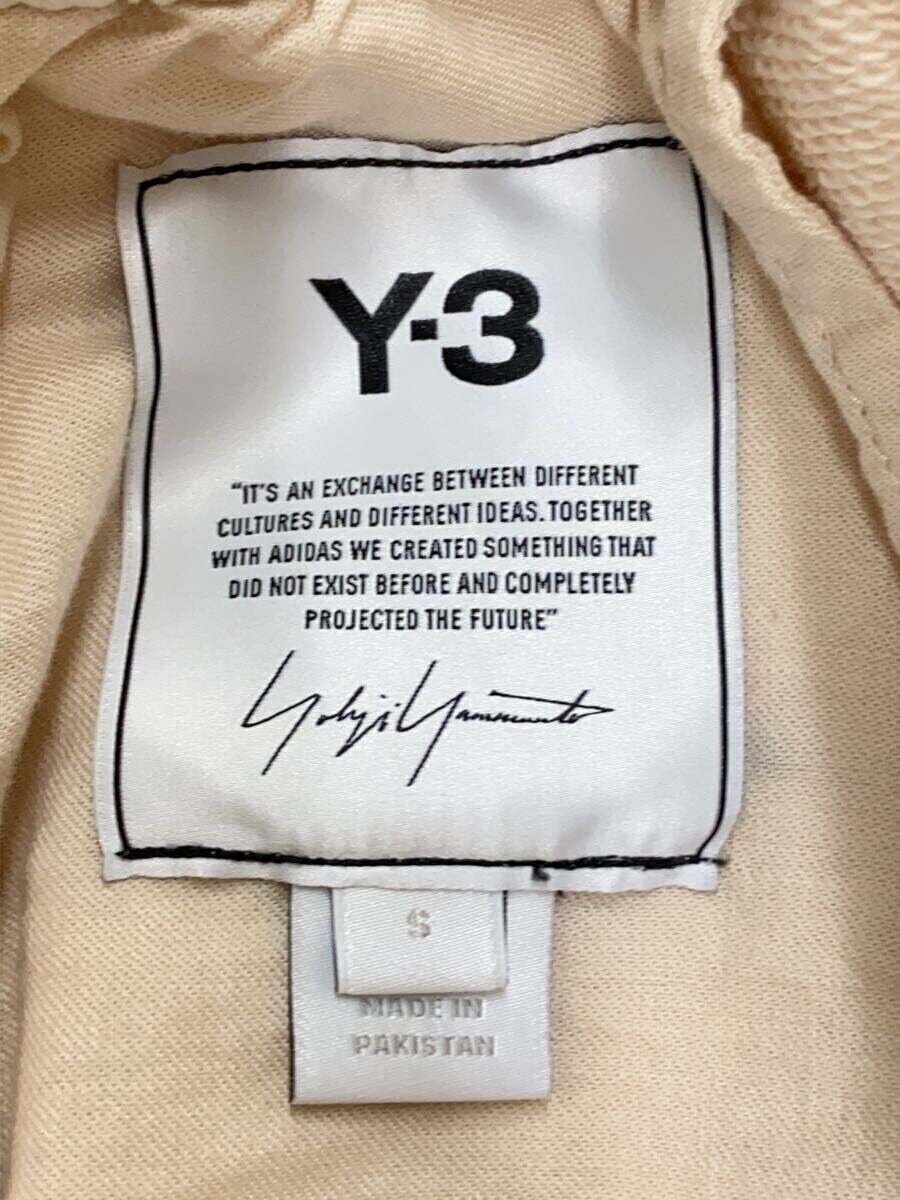 Y-3
“IT'S AN EXCHANGE BETWEEN DIFFERENT
CULTURES AND DIFFERENT IDEAS. TOGETHER
WITH ADIDAS WE CREATED SOMETHING THAT
DID NOT EXIST BEFORE AND COMPLETELY
PROJECTED THE FUTURE”
Yohji Yamamoto
S
MADE IN
PAKISTAN